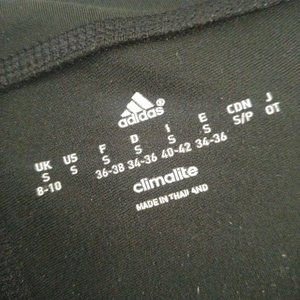 adidas
UK US F D I E CDN J
S S S S S S S/P OT
8-10 36-38 34-36 40-42 34-36
climalite
MADE IN THAILAND